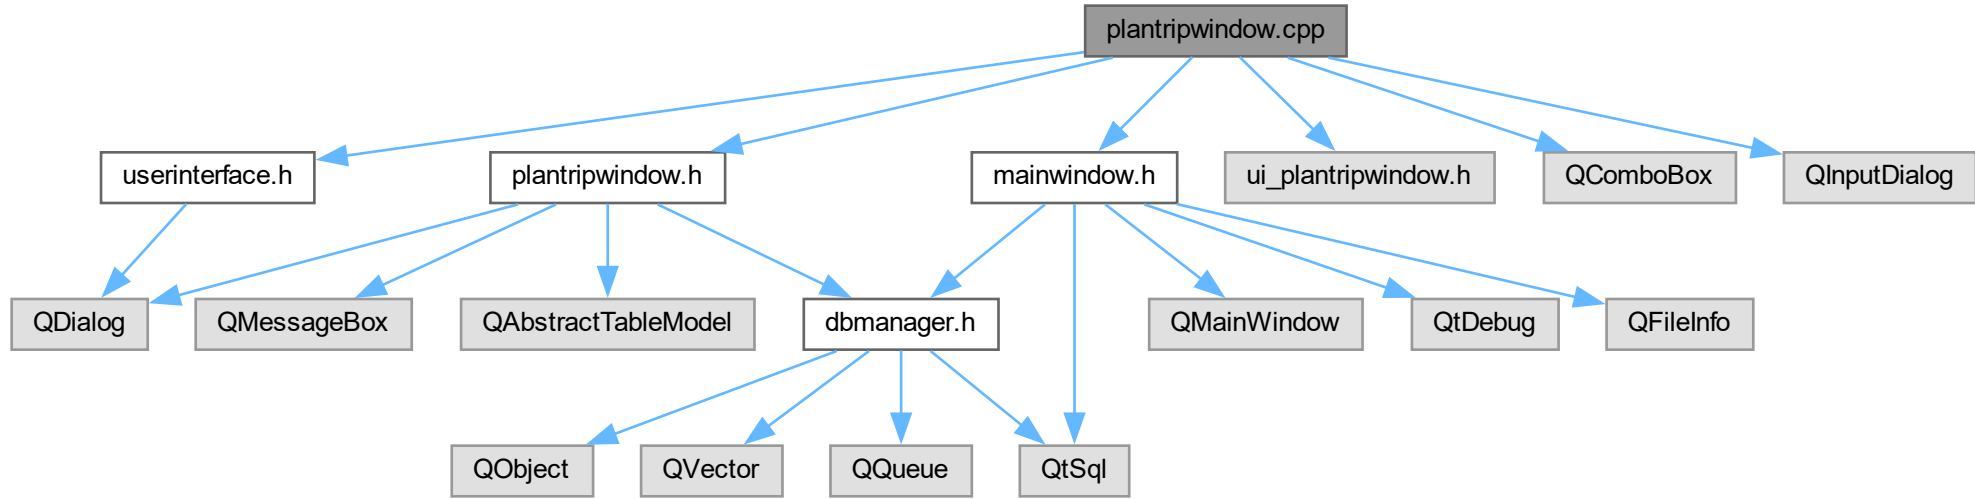 plantripwindow.cpp
userinterface.h
plantripwindow.h
mainwindow.h
ui_plantripwindow.h
QComboBox
QInputDialog
QDialog
QMessageBox
QAbstractTableModel
dbmanager.h
QMainWindow
QtDebug
QFileInfo
QObject
QVector
QQueue
QtSql